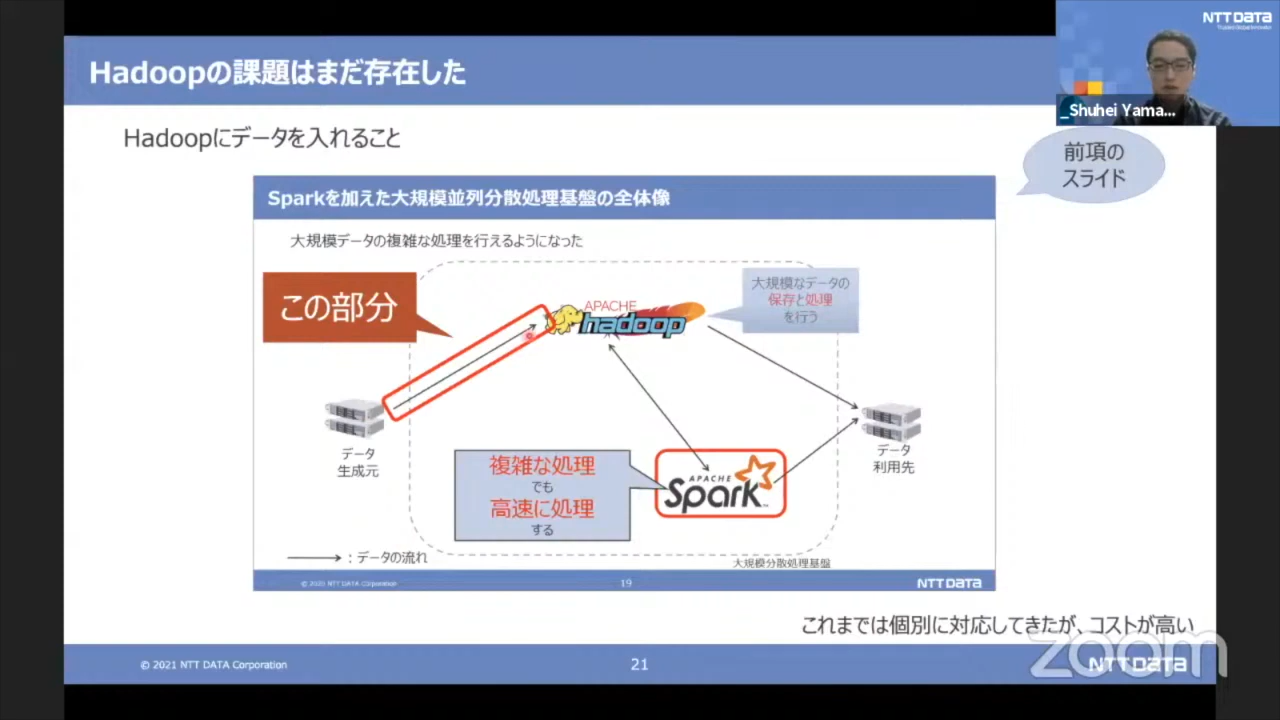 Hadoopの課題はまだ存在した
NTT DATA
Trusted Global Innovator
_Shuhei Yama...
Hadoopにデータを入れること
前項の
スライド
Sparkを加えた大規模並列分散処理基盤の全体像
大規模データの複雑な処理を行えるようになった
この部分
APACHE
hadoop
大規模なデータの
保存と処理
を行う
データ
生成元
データ
利用先
複雑な処理
でも
高速に処理
する
APACHE
Spark™
：データの流れ
大規模分散処理基盤
© 2021 NTT DATA Corporation
19
NTT DATA
これまでは個別に対応してきたが、コストが高い
© 2021 NTT DATA Corporation
21
NTT DATA
zoom